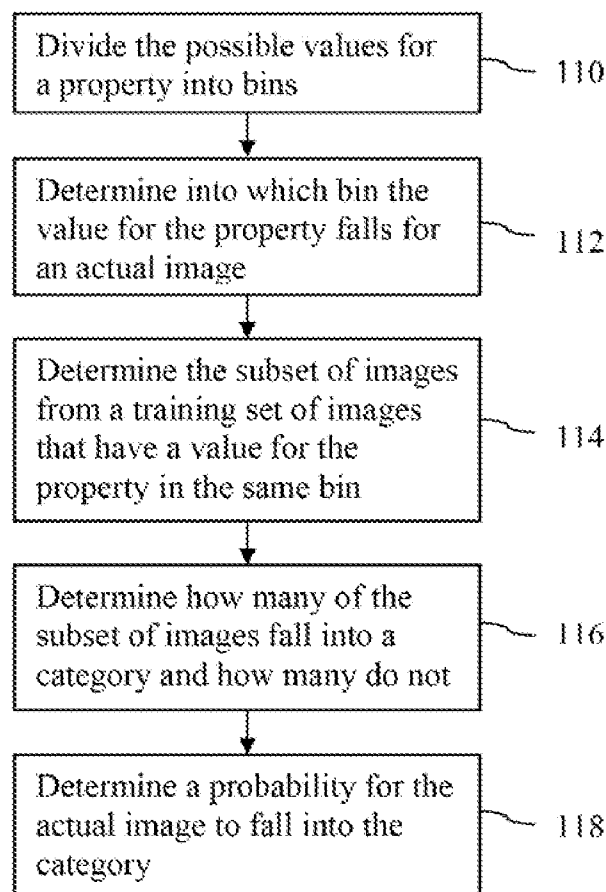 Divide the possible values for
a property into bins
110
Determine into which bin the
value for the property falls for
an actual image
112
Determine the subset of images
from a training set of images
that have a value for the
property in the same bin
114
Determine how many of the
subset of images fall into a
category and how many do not
116
Determine a probability for the
actual image to fall into the
category
118